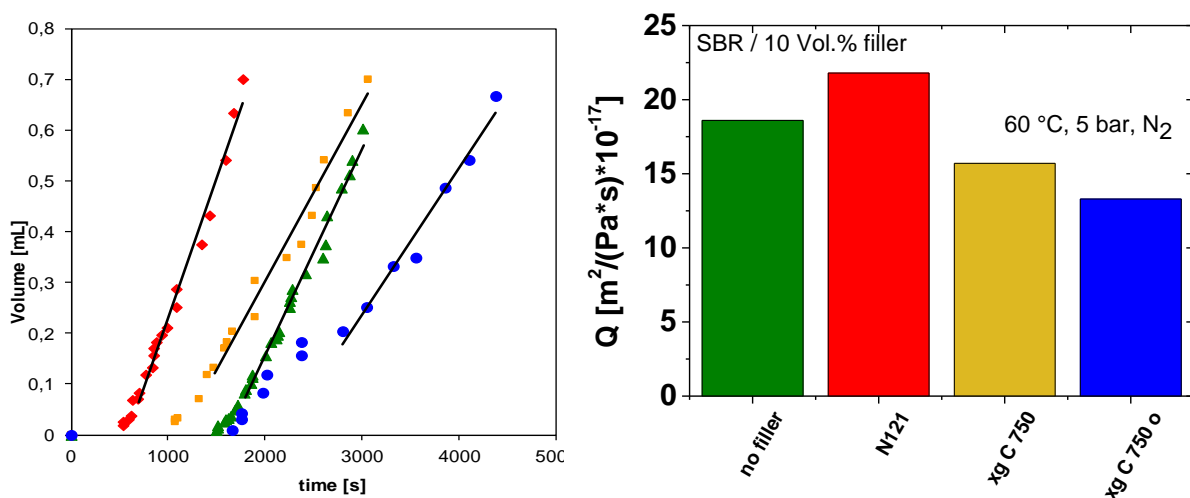 0,8
0,7
0,6
0,5
0,4
0,3
0,2
0,1
0
Volume [mL]
0 1000 2000 3000 4000 500
time [s]
25
20
15
10
5
0
Q [m2/(Pa*s)*10-17]
SBR / 10 Vol.% filler
60 °C, 5 bar, N2
no filler
N121
xg C 750
xg C 750 o